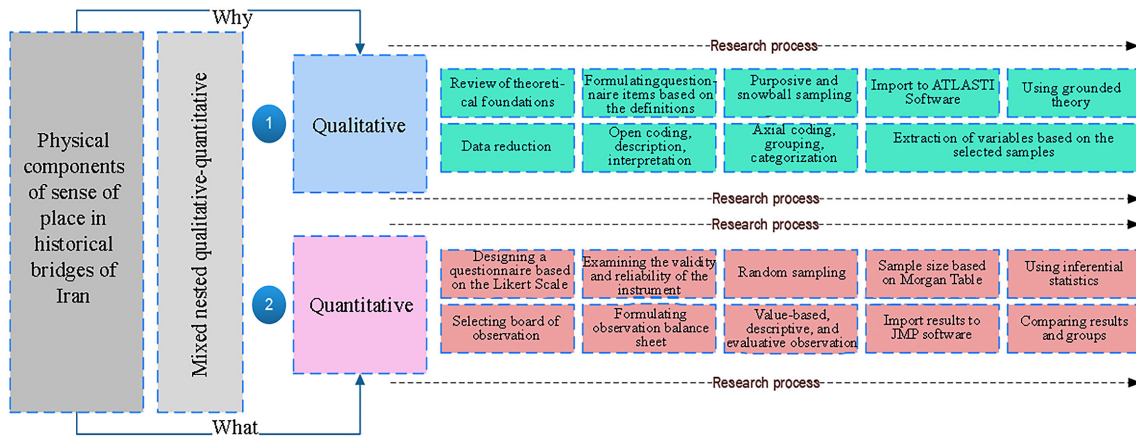 Why
Physical
components
of sense of
place in
historical
bridges of
Iran
Mixed nested qualitative-quantitative
1
Qualitative
Research process
Review of theoreti-
cal foundations
Formulatingquestion-
naire items based on
the definitions
Purposive and
snowball sampling
Import to ATLASTI
Software
Using grounded
theory
Data reduction
Open coding,
description,
interpretation
Axial coding,
grouping,
categorization
Extraction of variables based on the
selected samples
Research process
2
Quantitative
Research process
Designing a
questionnaire based
on the Likert Scale
Examining the validity
and reliability of the
instrument
Random sampling
Sample size based
on Morgan Table
Using inferential
statistics
Selecting board of
observation
Formulating
observation balance
sheet
Value-based,
descriptive, and
evaluative observation
Import results to
JMP software
Comparing results
and groups
Research process
What